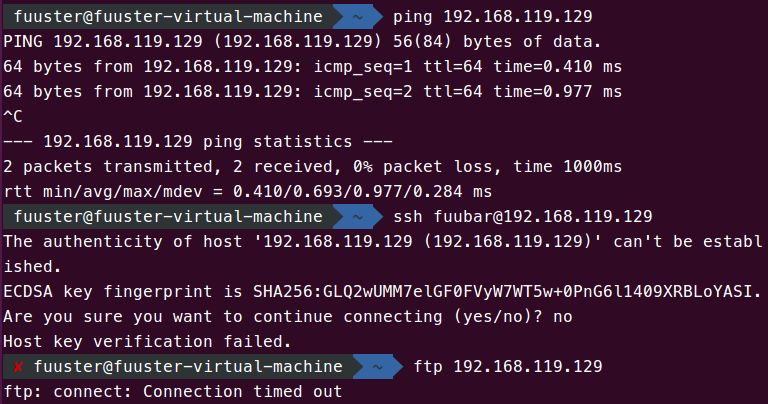 fuuster@fuuster-virtual-machine ~ ping 192.168.119.129
PING 192.168.119.129 (192.168.119.129) 56(84) bytes of data.
64 bytes from 192.168.119.129: icmp_seq=1 ttl=64 time=0.410 ms
64 bytes from 192.168.119.129: icmp_seq=2 ttl=64 time=0.977 ms
^C
--- 192.168.119.129 ping statistics ---
2 packets transmitted, 2 received, 0% packet loss, time 1000ms
rtt min/avg/max/mdev = 0.410/0.693/0.977/0.284 ms
fuuster@fuuster-virtual-machine ~ ssh fuubar@192.168.119.129
The authenticity of host '192.168.119.129 (192.168.119.129)' can't be establ
ished.
ECDSA key fingerprint is SHA256:GLQ2wUMM7elGF0FVyW7WT5w+0PnG6l1409XRBLoYASI.
Are you sure you want to continue connecting (yes/no)? no
Host key verification failed.
✘ fuuster@fuuster-virtual-machine ~ ftp 192.168.119.129
ftp: connect: Connection timed out